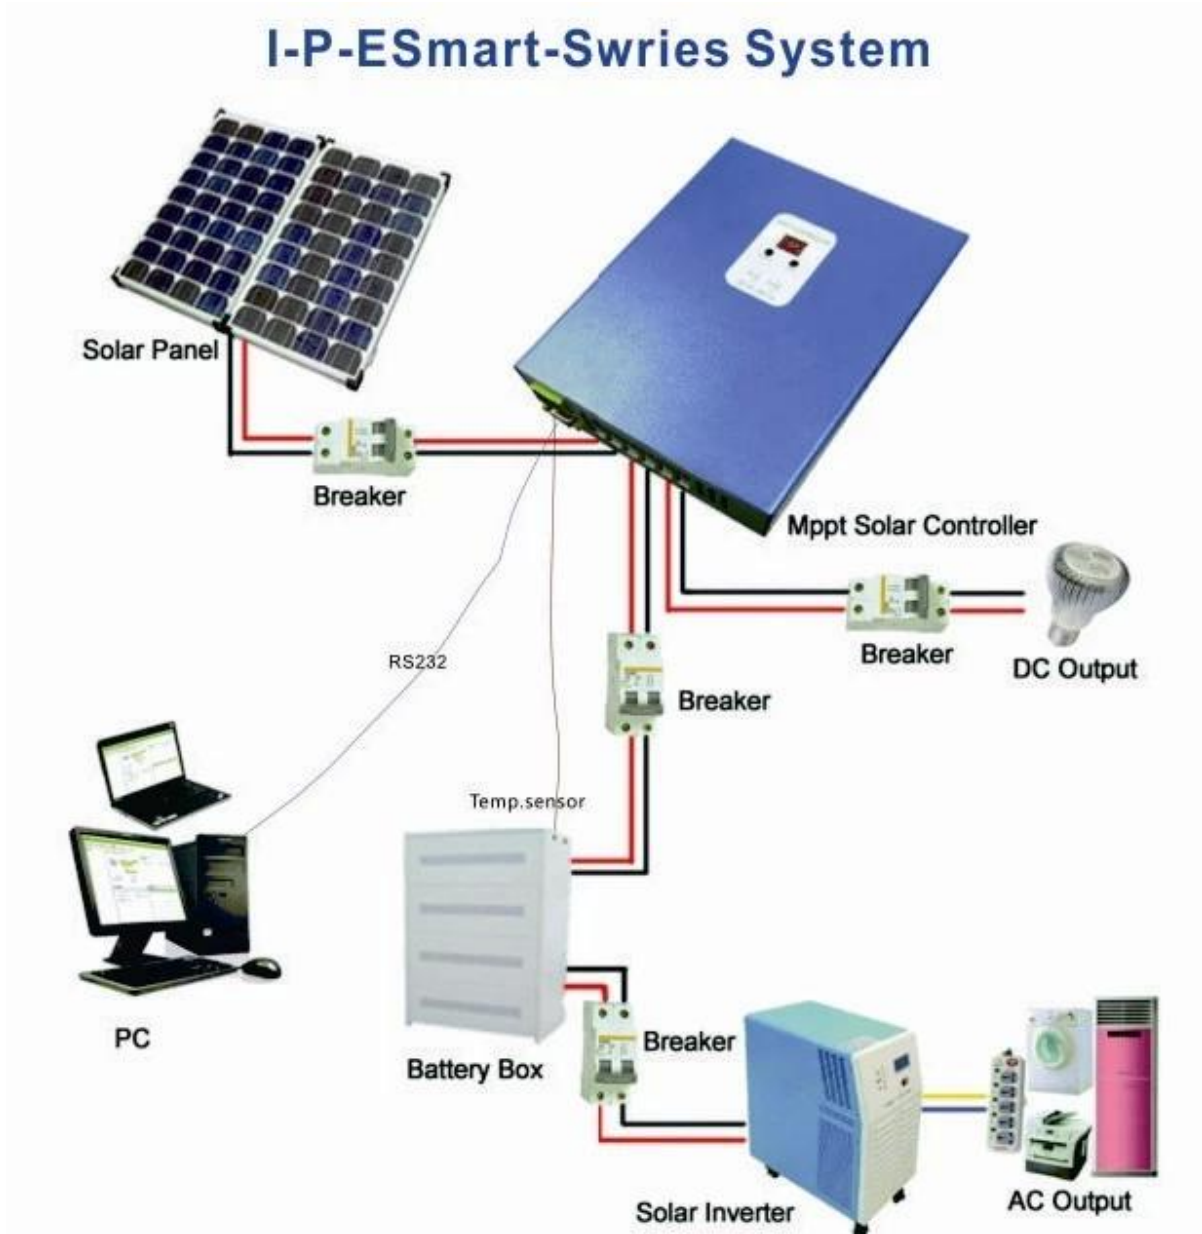 I-P-ESmart-Swries System
Solar Panel
Breaker
Mppt Solar Controller
Breaker
DC Output
RS232
Breaker
Temp.sensor
PC
Battery Box
Breaker
Solar Inverter
AC Output